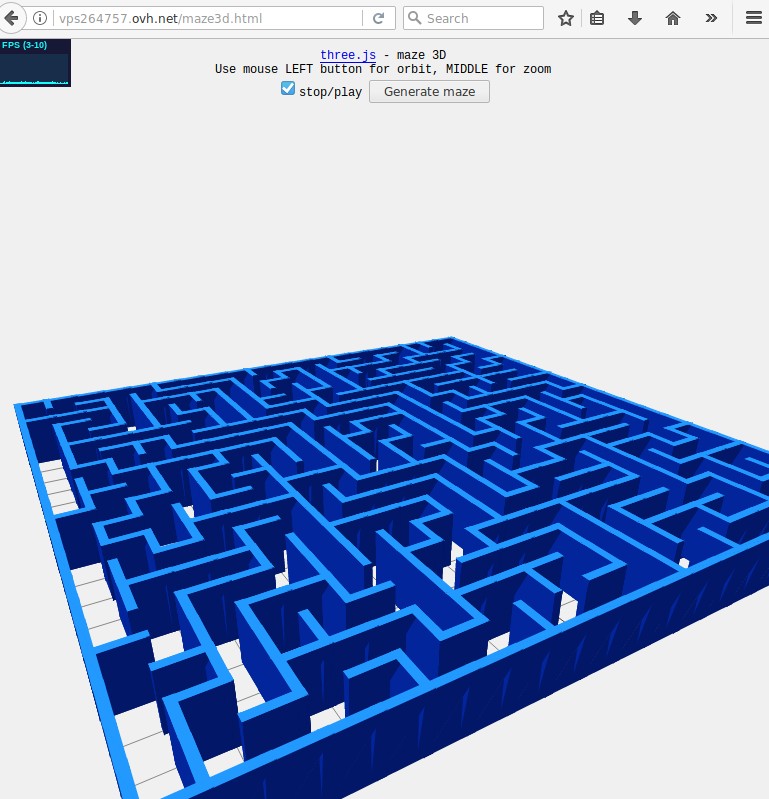 vps264757.ovh.net/maze3d.html
Search
FPS (3-10)
three.js - maze 3D
Use mouse LEFT button for orbit, MIDDLE for zoom
stop/play Generate maze